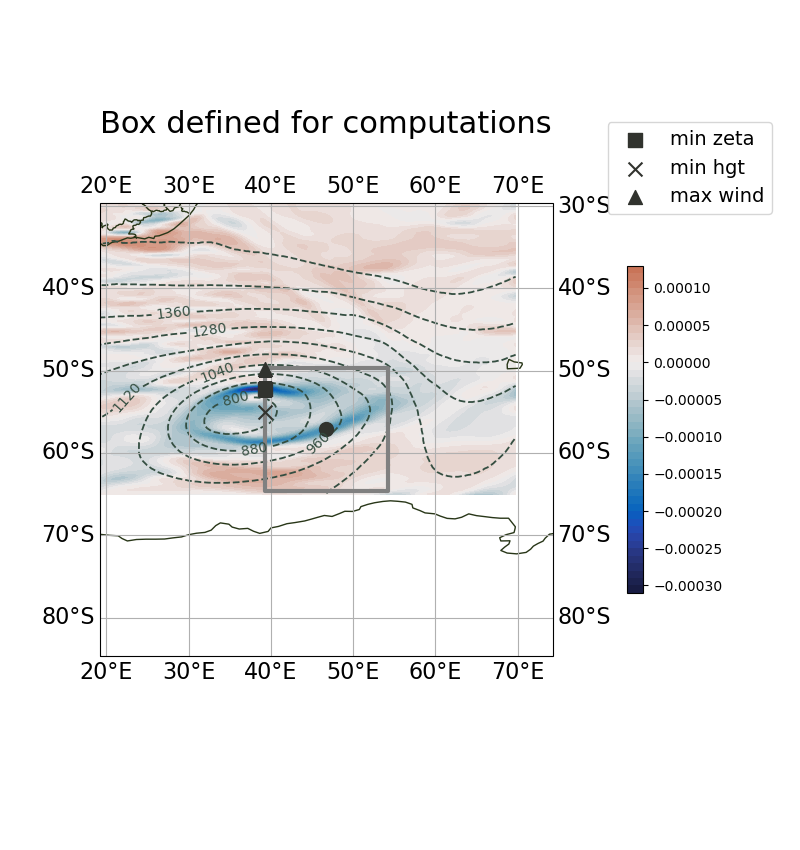 Box defined for computations
min zeta
min hgt
max wind
20°E 30°E 40°E 50°E 60°E 70°E
30°S
40°S 40°S
50°S 50°S
60°S 60°S
70°S 70°S
80°S 80°S
20°E 30°E 40°E 50°E 60°E 70°E
1360
1280
1040
1120
800
960
880
0.00010
0.00005
0.00000
−0.00005
−0.00010
−0.00015
−0.00020
−0.00025
−0.00030